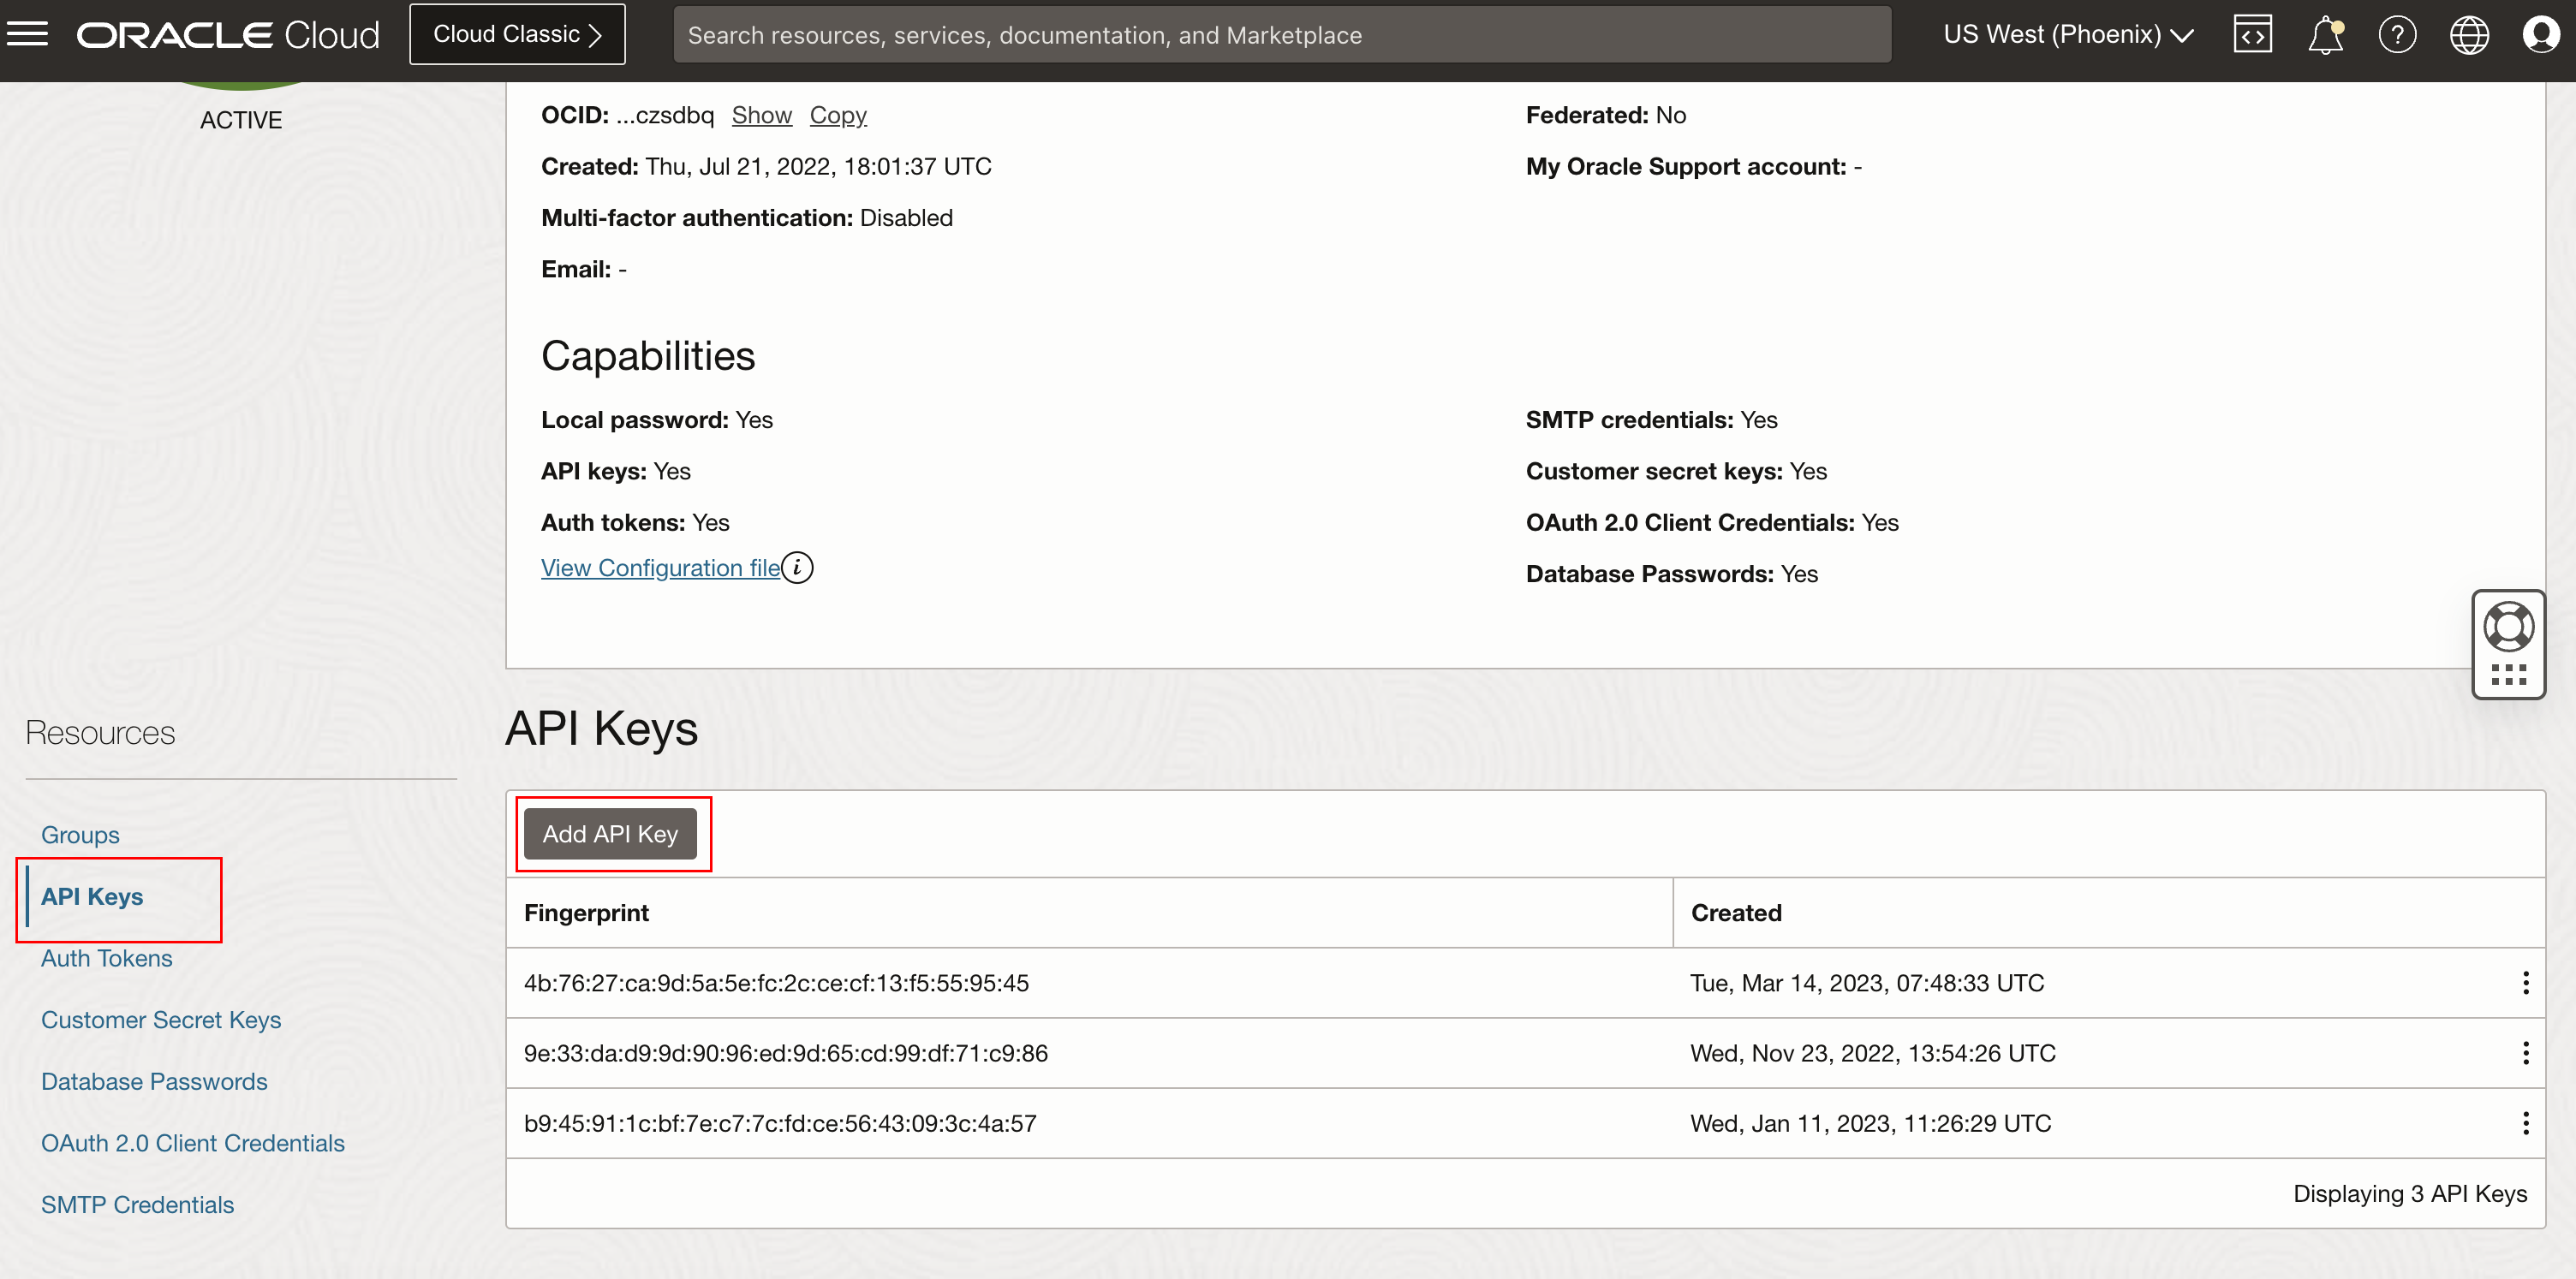 ORACLE Cloud
Cloud Classic
Search resources, services, documentation, and Marketplace
US West (Phoenix)
ACTIVE
OCID: ...czsdbq Show Copy
Created: Thu, Jul 21, 2022, 18:01:37 UTC
Multi-factor authentication: Disabled
Email: -
Federated: No
My Oracle Support account: -
Capabilities
Local password: Yes
API keys: Yes
Auth tokens: Yes
View Configuration file
SMTP credentials: Yes
Customer secret keys: Yes
OAuth 2.0 Client Credentials: Yes
Database Passwords: Yes
Resources
Groups
API Keys
Auth Tokens
Customer Secret Keys
Database Passwords
OAuth 2.0 Client Credentials
SMTP Credentials
API Keys
Add API Key
Fingerprint Created
4b:76:27:ca:9d:5a:5e:fc:2c:ce:cf:13:f5:55:95:45 Tue, Mar 14, 2023, 07:48:33 UTC
9e:33:da:d9:9d:90:96:ed:9d:65:cd:99:df:71:c9:86 Wed, Nov 23, 2022, 13:54:26 UTC
b9:45:91:1c:bf:7e:c7:7c:fd:ce:56:43:09:3c:4a:57 Wed, Jan 11, 2023, 11:26:29 UTC
Displaying 3 API Keys